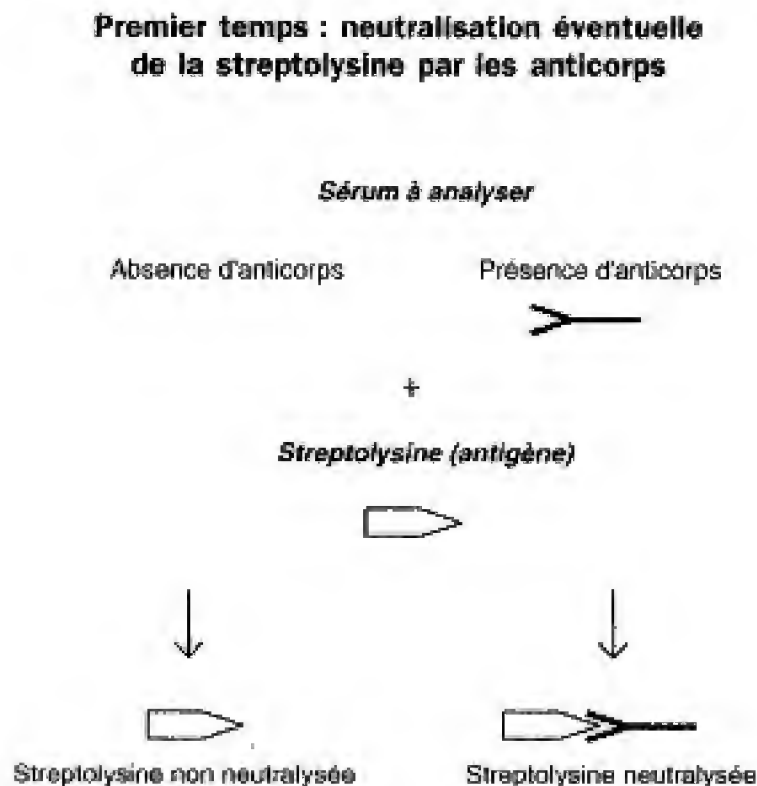 Premier temps : neutralisation éventuelle
de la streptolysine par les anticorps
Sérum à analyser
Absence d'anticorps Présence d'anticorps
+
Streptolysine (antigène)
Streptolysine non neutralysée Streptolysine neutralysée